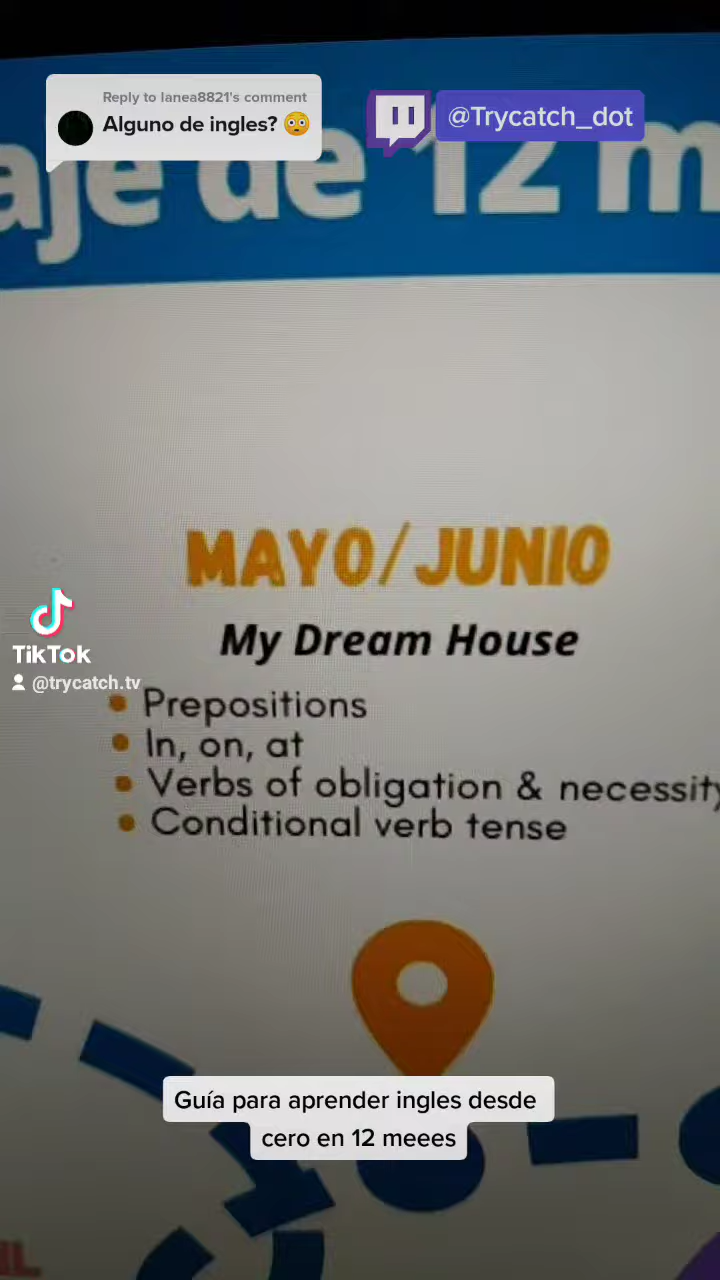 Reply to lanea8821's comment
Alguno de ingles? 😳
@Trycatch_dot
aje de 12 m
MAYO/JUNIO
My Dream House
TikTok
@trycatch.tv
• Prepositions
• In, on, at
• Verbs of obligation & necessity
• Conditional verb tense
Guía para aprender ingles desde
cero en 12 meees
IL